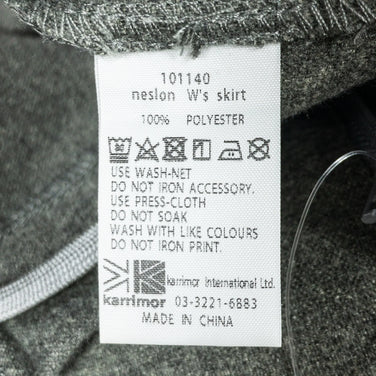 101140
neslon W's skirt
100% POLYESTER
USE WASH-NET
DO NOT IRON ACCESSORY.
USE PRESS-CLOTH
DO NOT SOAK
WASH WITH LIKE COLOURS
DO NOT IRON PRINT.
karrimor International Ltd.
karrimor 03-3221-6883
MADE IN CHINA